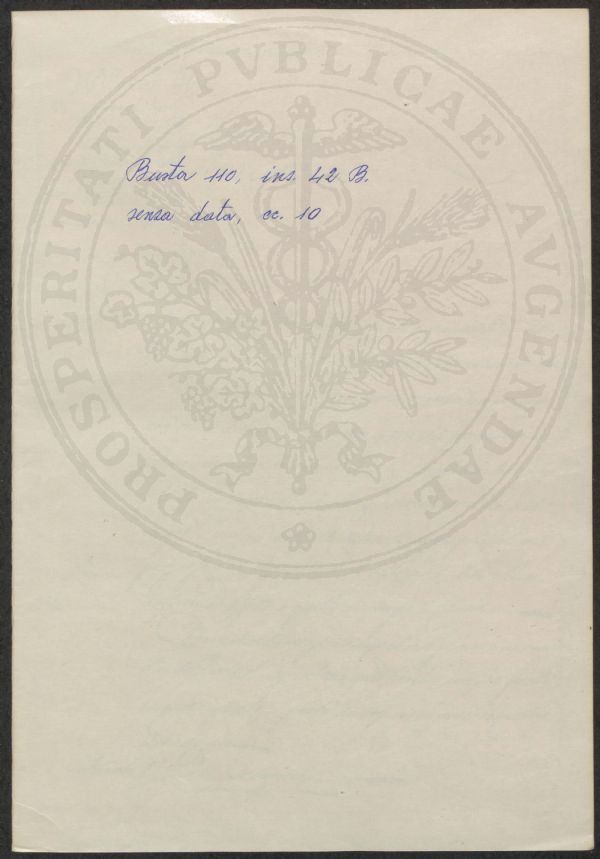 PROSPERITATI PVBLICAE AVGENDAE
Busta 110, ins. 42 B.
senza data, cc. 10